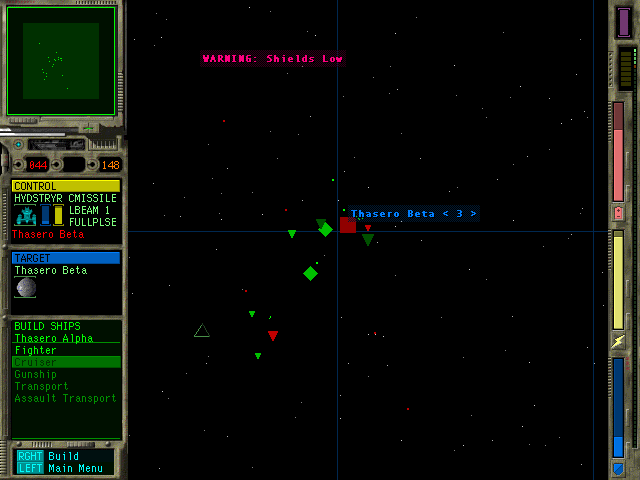 WARNING: Shields Low
044 148
CONTROL
HVDSTRYR CMISSILE
LBEAM 1
FULLPLSE
Thasero Beta
Thasero Beta < 3 >
TARGET
Thasero Beta
BUILD SHIPS
Thasero Alpha
Fighter
Cruiser
Gunship
Transport
Assault Transport
RGHT Build
LEFT Main Menu